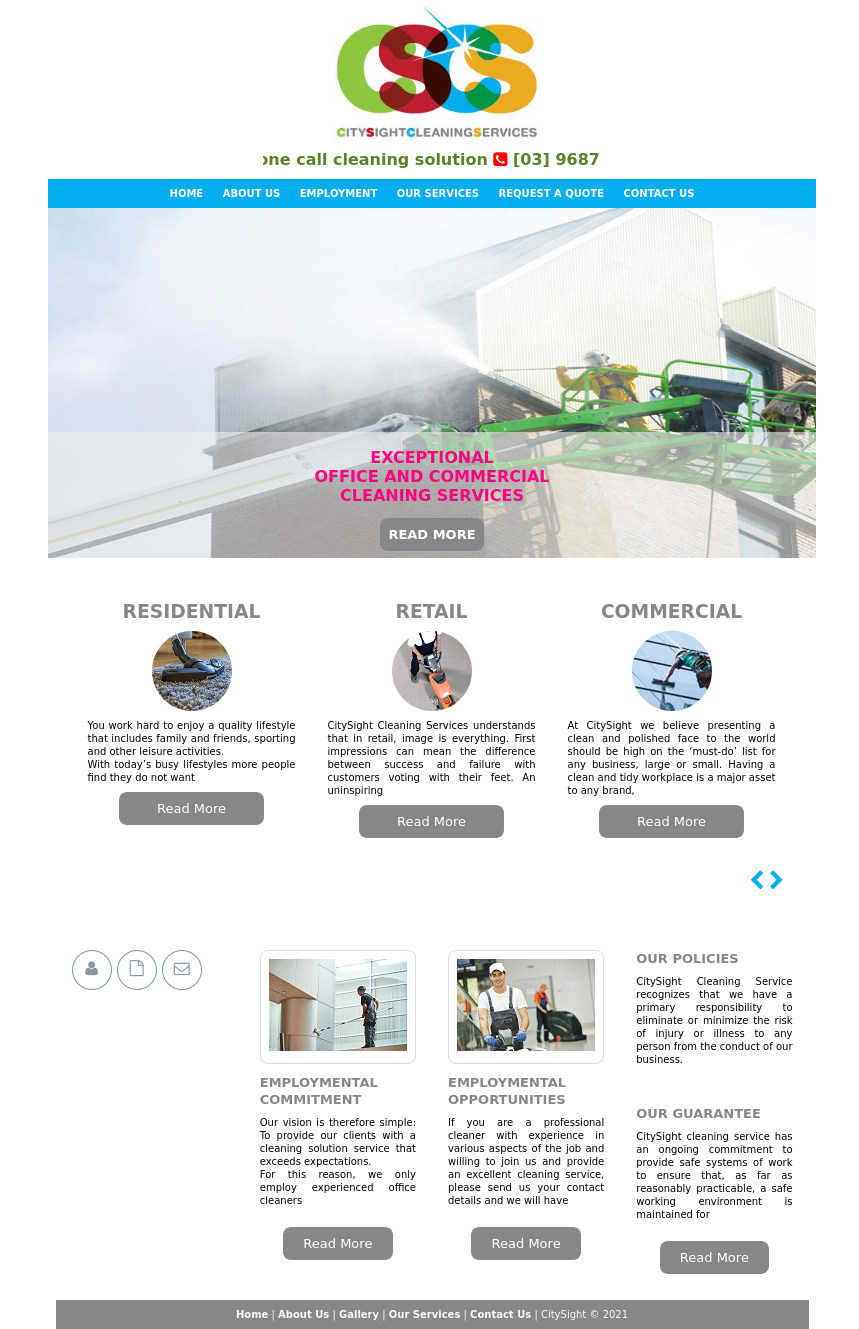 CITYSIGHTCLEANINGSERVICES
one call cleaning solution [03] 9687
HOME ABOUT US EMPLOYMENT OUR SERVICES REQUEST A QUOTE CONTACT US
EXCEPTIONAL
OFFICE AND COMMERCIAL
CLEANING SERVICES
READ MORE
RESIDENTIAL
You work hard to enjoy a quality lifestyle
that includes family and friends, sporting
and other leisure activities.
With today’s busy lifestyles more people
find they do not want
Read More
RETAIL
CitySight Cleaning Services understands
that in retail, image is everything. First
impressions can mean the difference
between success and failure with
customers voting with their feet. An
uninspiring
Read More
COMMERCIAL
At CitySight we believe presenting a
clean and polished face to the world
should be high on the ‘must-do’ list for
any business, large or small. Having a
clean and tidy workplace is a major asset
to any brand,
Read More
EMPLOYMENTAL
COMMITMENT
Our vision is therefore simple:
To provide our clients with a
cleaning solution service that
exceeds expectations.
For this reason, we only
employ experienced office
cleaners
Read More
EMPLOYMENTAL
OPPORTUNITIES
If you are a professional
cleaner with experience in
various aspects of the job and
willing to join us and provide
an excellent cleaning service,
please send us your contact
details and we will have
Read More
OUR POLICIES
CitySight Cleaning Service
recognizes that we have a
primary responsibility to
eliminate or minimize the risk
of injury or illness to any
person from the conduct of our
business.
OUR GUARANTEE
CitySight cleaning service has
an ongoing commitment to
provide safe systems of work
to ensure that, as far as
reasonably practicable, a safe
working environment is
maintained for
Read More
Home | About Us | Gallery | Our Services | Contact Us | CitySight © 2021